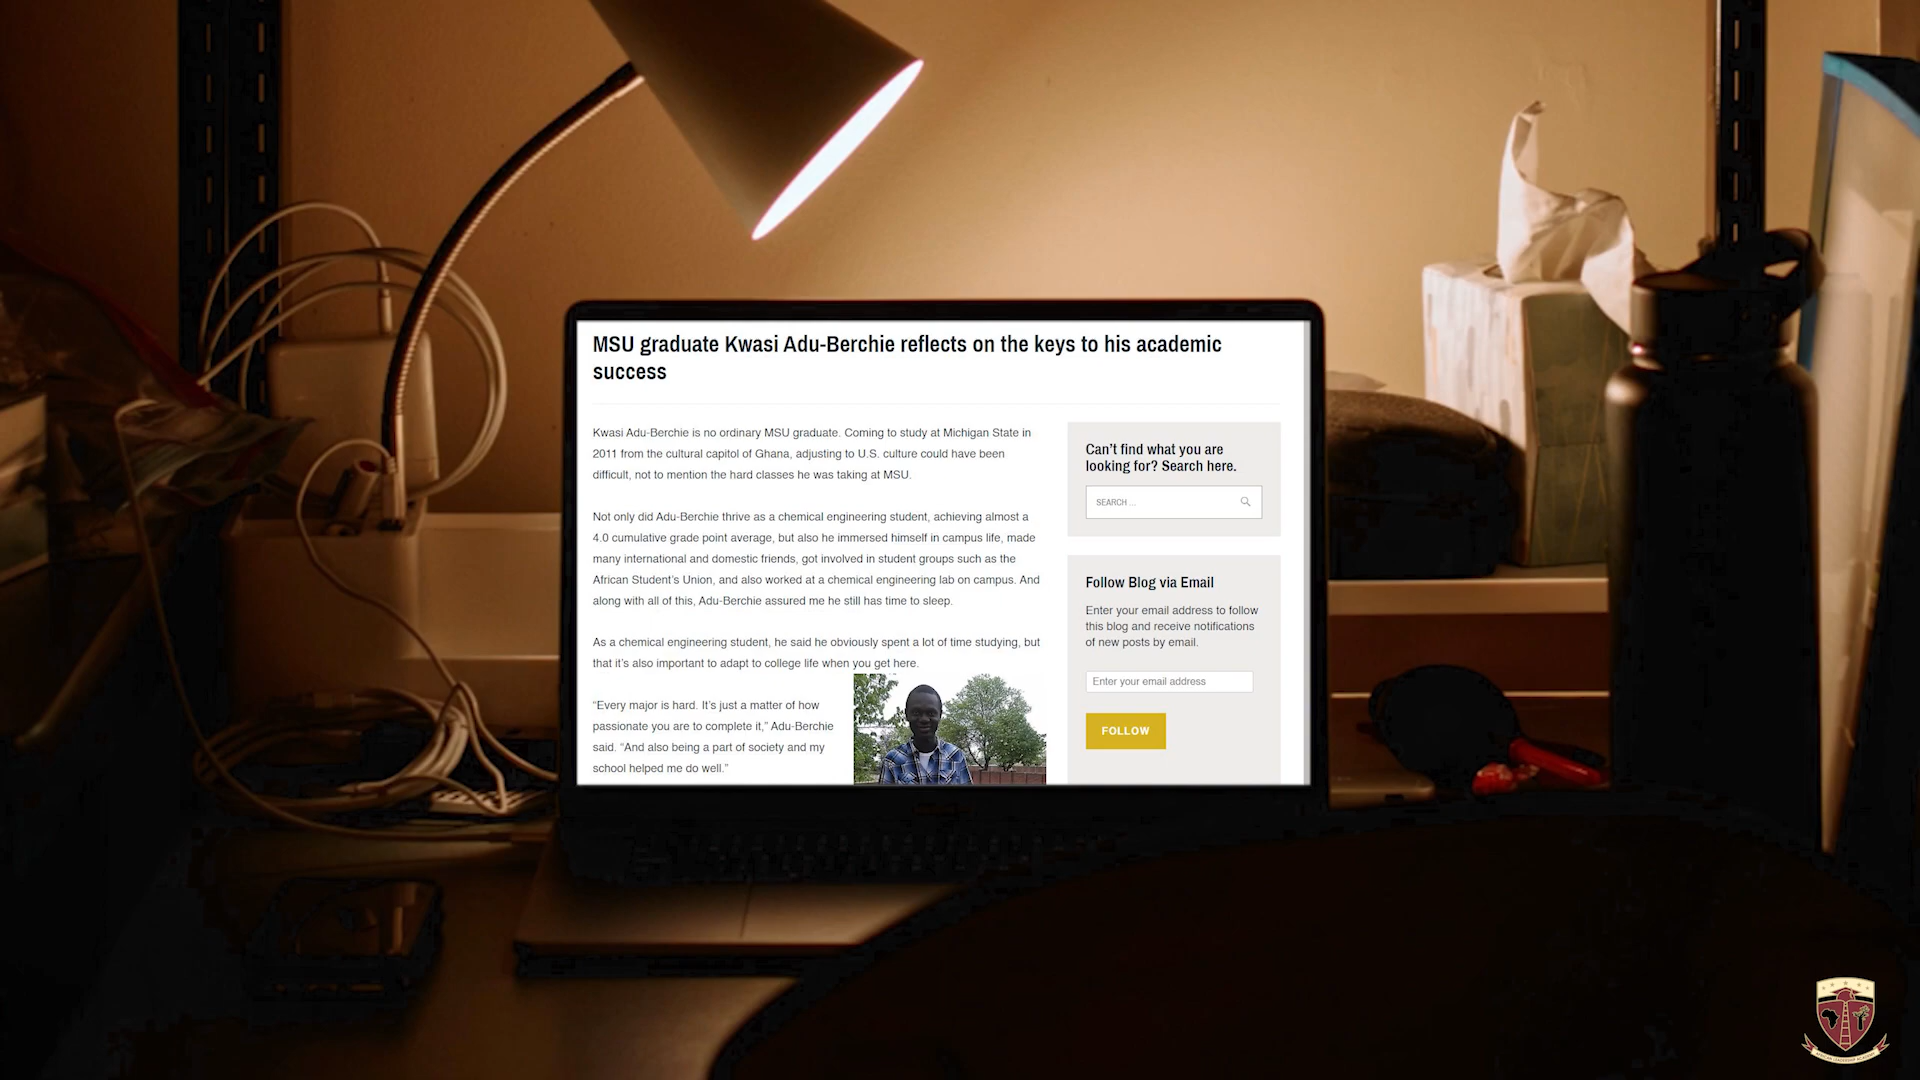 MSU graduate Kwasi Adu-Berchie reflects on the keys to his academic
success
Kwasi Adu-Berchie is no ordinary MSU graduate. Coming to study at Michigan State in
2011 from the cultural capitol of Ghana, adjusting to U.S. culture could have been
difficult, not to mention the hard classes he was taking at MSU.
Not only did Adu-Berchie thrive as a chemical engineering student, achieving almost a
4.0 cumulative grade point average, but also he immersed himself in campus life, made
many international and domestic friends, got involved in student groups such as the
African Student’s Union, and also worked at a chemical engineering lab on campus. And
along with all of this, Adu-Berchie assured me he still has time to sleep.
As a chemical engineering student, he said he obviously spent a lot of time studying, but
that it’s also important to adapt to college life when you get here.
“Every major is hard. It’s just a matter of how
passionate you are to complete it,” Adu-Berchie
said. “And also being a part of society and my
school helped me do well.”
Can’t find what you are
looking for? Search here.
SEARCH ...
Follow Blog via Email
Enter your email address to follow
this blog and receive notifications
of new posts by email.
Enter your email address
FOLLOW
AFRICAN LEADERSHIP ACADEMY